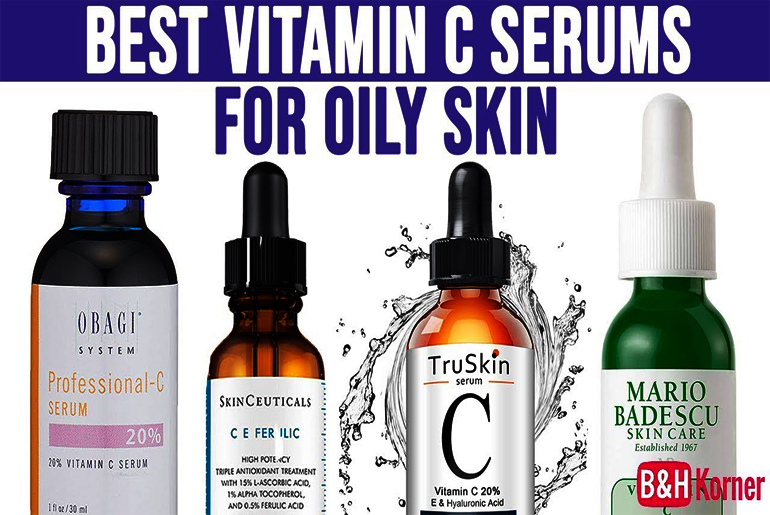 BEST VITAMIN C SERUMS
FOR OILY SKIN
OBAGI®
SYSTEM
Professional-C
SERUM
20%
20% VITAMIN C SERUM
1 fl oz/30 ml
SKINCEUTICALS
C E FERULIC
HIGH POTENCY
TRIPLE ANTIOXIDANT TREATMENT
WITH 15% L-ASCORBIC ACID,
1% ALPHA TOCOPHEROL,
AND 0.5% FERULIC ACID
TruSkin
serum
C
Vitamin C 20%
E & Hyaluronic Acid
MARIO
BADESCU
SKIN CARE
Established 1967
C
B&H Korner